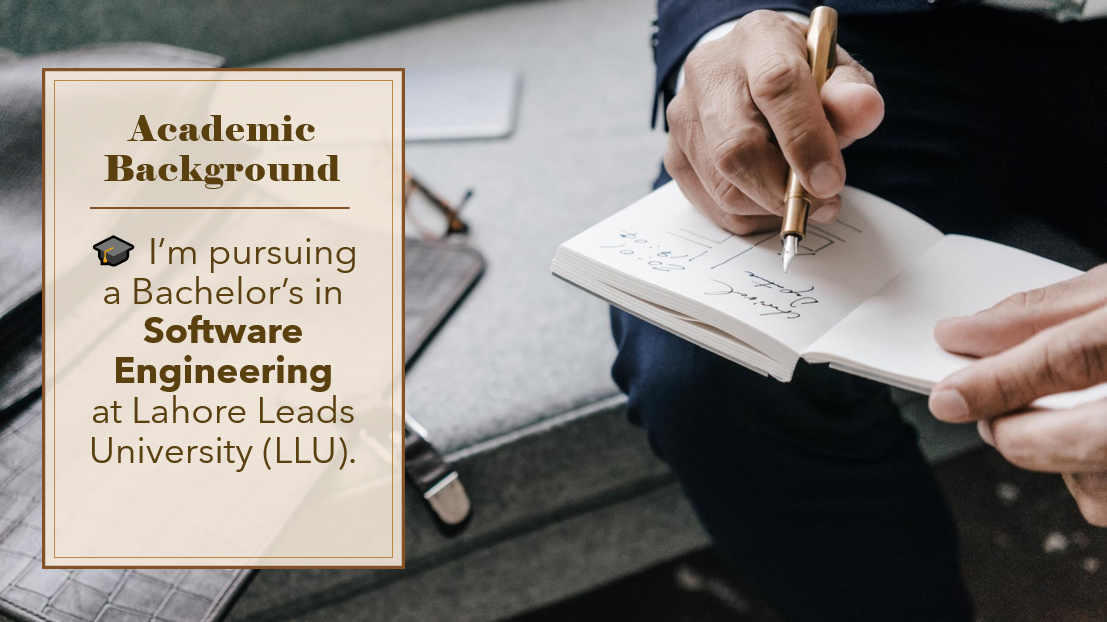 Academic
Background
🎓 I’m pursuing
a Bachelor’s in
Software
Engineering
at Lahore Leads
University (LLU).